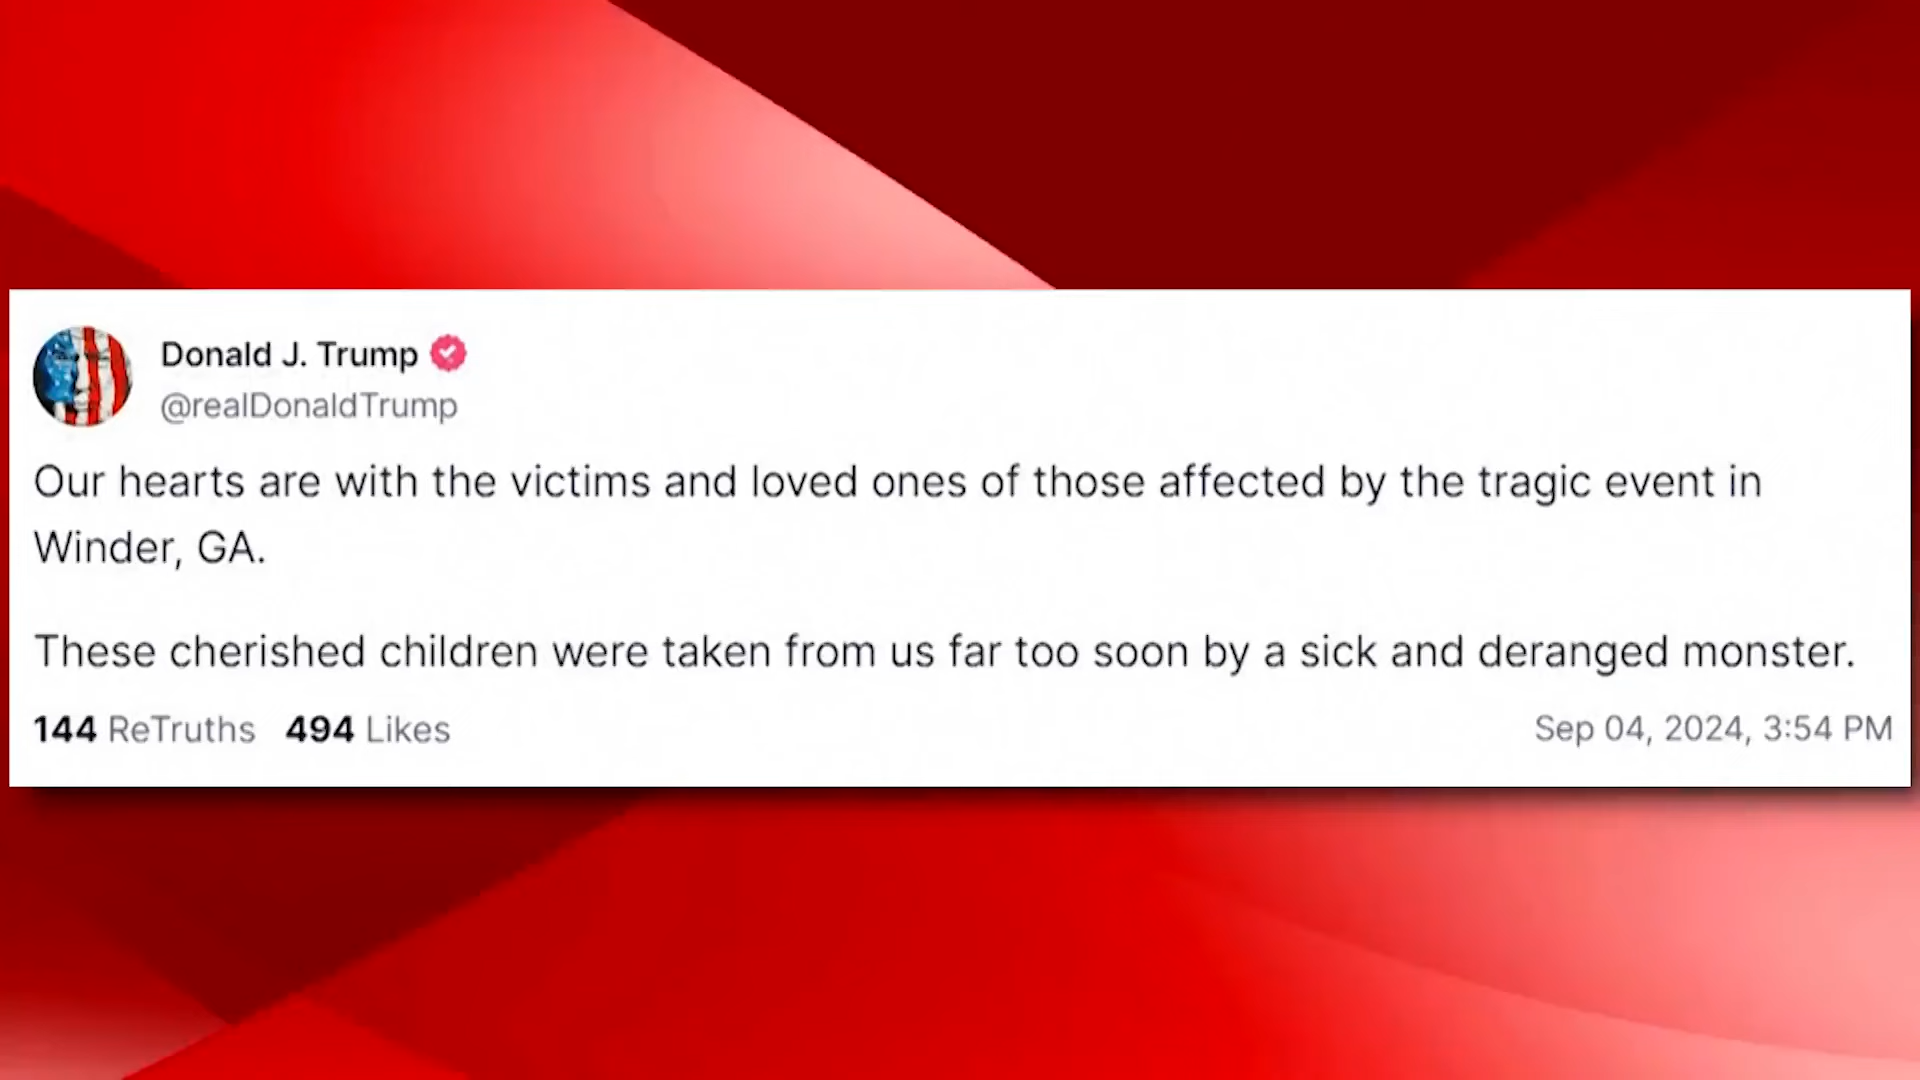 Donald J. Trump
@realDonaldTrump
Our hearts are with the victims and loved ones of those affected by the tragic event in
Winder, GA.
These cherished children were taken from us far too soon by a sick and deranged monster.
144 ReTruths 494 Likes Sep 04, 2024, 3:54 PM